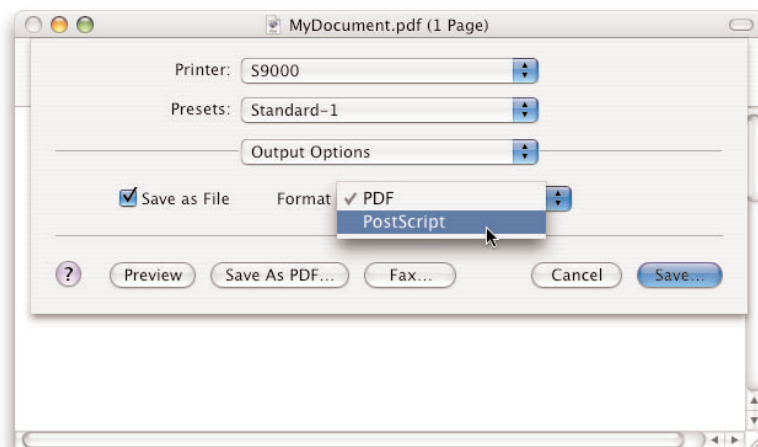 MyDocument.pdf (1 Page)
Printer: S9000
Presets: Standard-1
Output Options
Save as File Format ✓ PDF
PostScript
? Preview Save As PDF... Fax... Cancel Save...